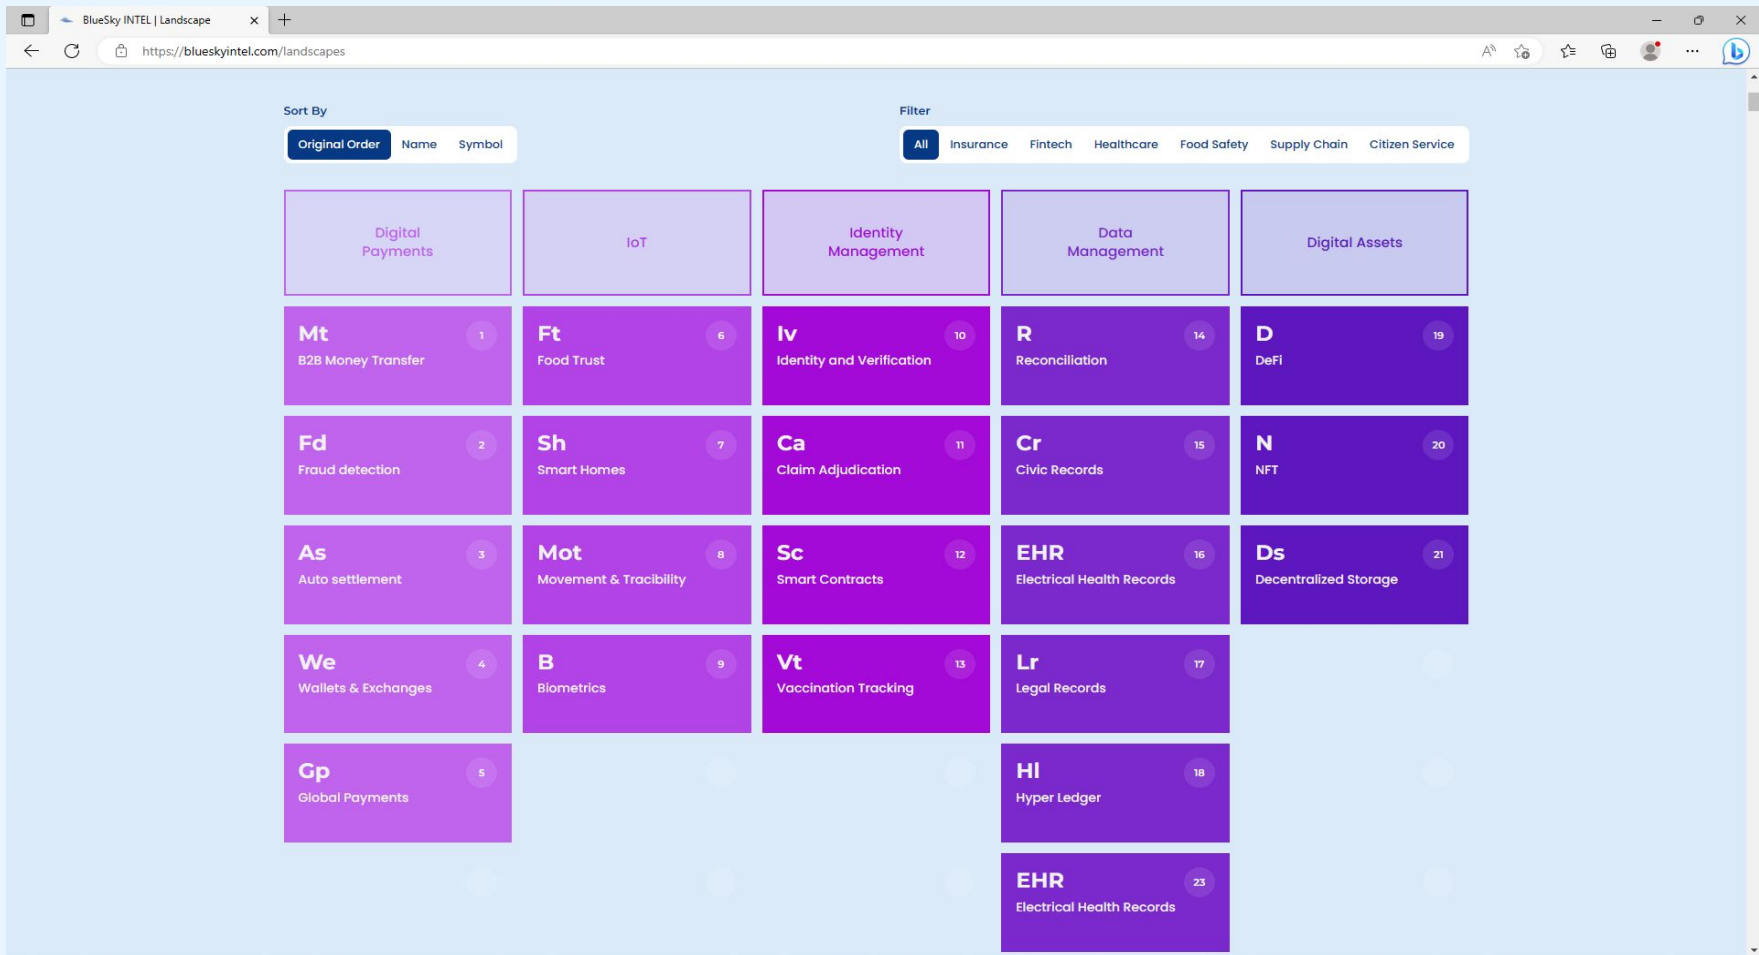 BlueSky INTEL | Landscape
https://blueskyintel.com/landscapes
Sort By
Original Order Name Symbol
Filter
All Insurance Fintech Healthcare Food Safety Supply Chain Citizen Service
Digital
Payments
IoT
Identity
Management
Data
Management
Digital Assets
Mt 1
B2B Money Transfer
Ft 6
Food Trust
Iv 10
Identity and Verification
R 14
Reconciliation
D 19
DeFi
Fd 2
Fraud detection
Sh 7
Smart Homes
Ca 11
Claim Adjudication
Cr 15
Civic Records
N 20
NFT
As 3
Auto settlement
Mot 8
Movement & Tracibility
Sc 12
Smart Contracts
EHR 16
Electrical Health Records
Ds 21
Decentralized Storage
We 4
Wallets & Exchanges
B 9
Biometrics
Vt 13
Vaccination Tracking
Lr 17
Legal Records
Gp 5
Global Payments
Hl 18
Hyper Ledger
EHR 23
Electrical Health Records